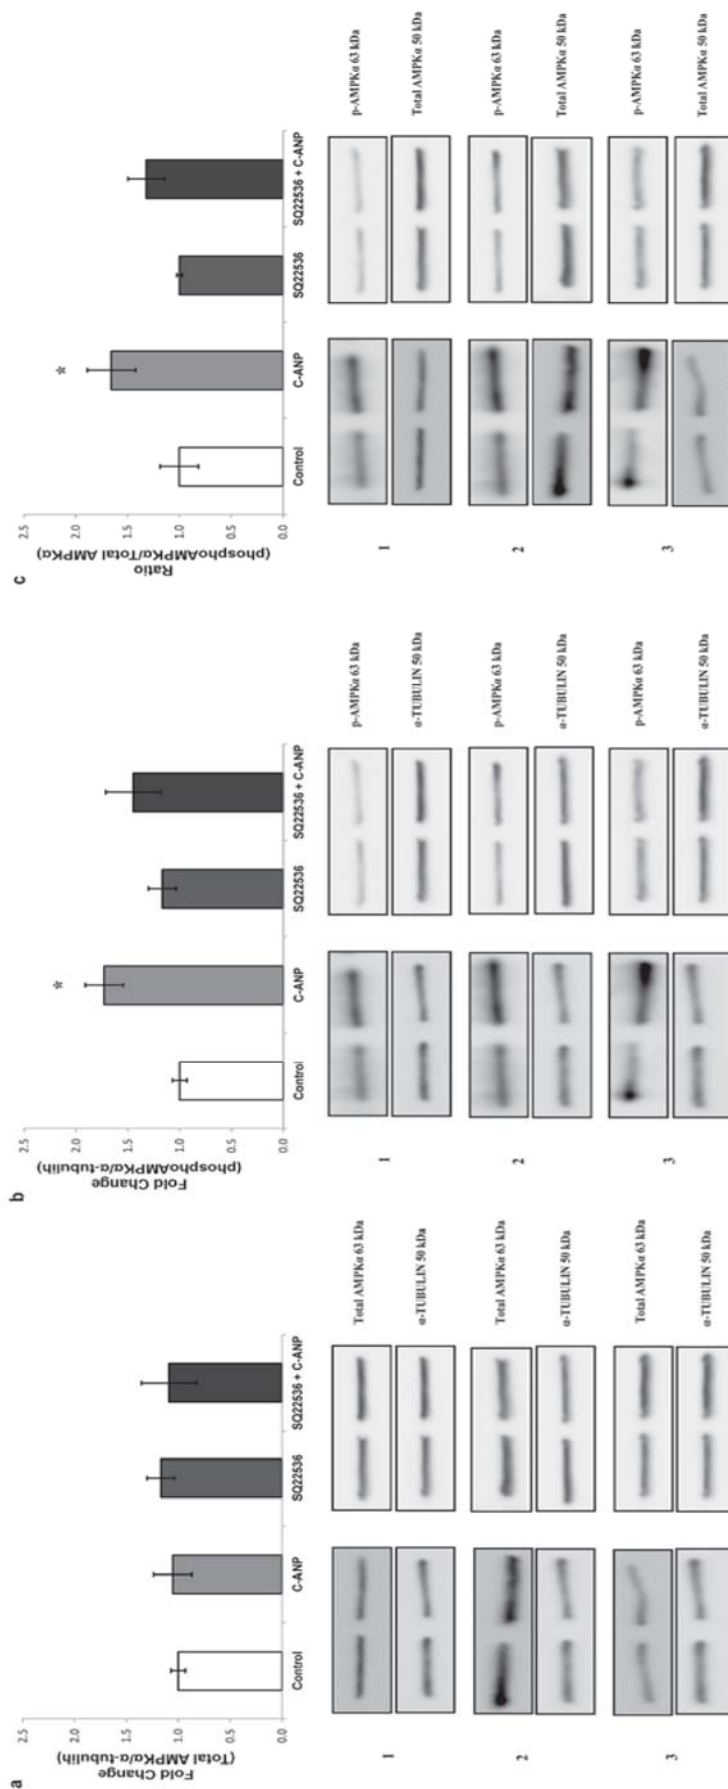 a
Fold Change
(Total AMPKα/α-tubulih)
2.5
2.0
1.5
1.0
0.5
0.0
Control
C-ANP
SQ22536
SQ22536 + C-ANP
1
Total AMPKα 63 kDa
α-TUBULIN 50 kDa
2
Total AMPKα 63 kDa
α-TUBULIN 50 kDa
3
Total AMPKα 63 kDa
α-TUBULIN 50 kDa
b
Fold Change
(phosphoAMPKα/α-tubulih)
2.5
2.0
1.5
1.0
0.5
0.0
*
Control
C-ANP
SQ22536
SQ22536 + C-ANP
1
p-AMPKα 63 kDa
α-TUBULIN 50 kDa
2
p-AMPKα 63 kDa
α-TUBULIN 50 kDa
3
p-AMPKα 63 kDa
α-TUBULIN 50 kDa
c
Ratio
(phosphoAMPKα/Total AMPKα)
2.5
2.0
1.5
1.0
0.5
0.0
*
Control
C-ANP
SQ22536
SQ22536 + C-ANP
1
p-AMPKα 63 kDa
Total AMPKα 50 kDa
2
p-AMPKα 63 kDa
Total AMPKα 50 kDa
3
p-AMPKα 63 kDa
Total AMPKα 50 kDa